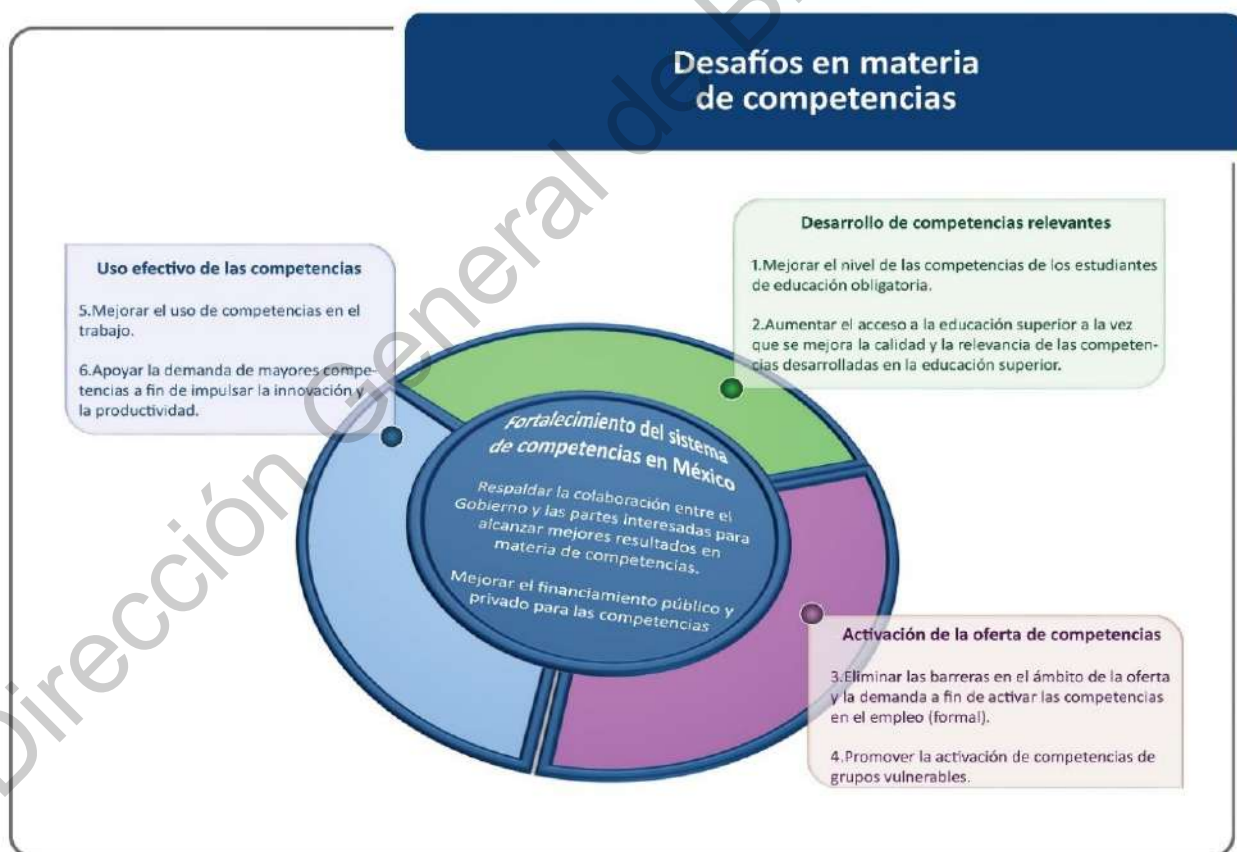 Desafíos en materia
de competencias
Desarrollo de competencias relevantes
1.Mejorar el nivel de las competencias de los estudiantes
de educación obligatoria.
2.Aumentar el acceso a la educación superior a la vez
que se mejora la calidad y la relevancia de las competen-
cias desarrolladas en la educación superior.
Uso efectivo de las competencias
5.Mejorar el uso de competencias en el
trabajo.
6.Apoyar la demanda de mayores compe-
tencias a fin de impulsar la innovación y
la productividad.
Fortalecimiento del sistema
de competencias en México
Respaldar la colaboración entre el
Gobierno y las partes interesadas para
alcanzar mejores resultados en
materia de competencias.
Mejorar el financiamiento público y
privado para las competencias
Activación de la oferta de competencias
3.Eliminar las barreras en el ámbito de la oferta
y la demanda a fin de activar las competencias
en el empleo (formal).
4.Promover la activación de competencias de
grupos vulnerables.
Dirección General de